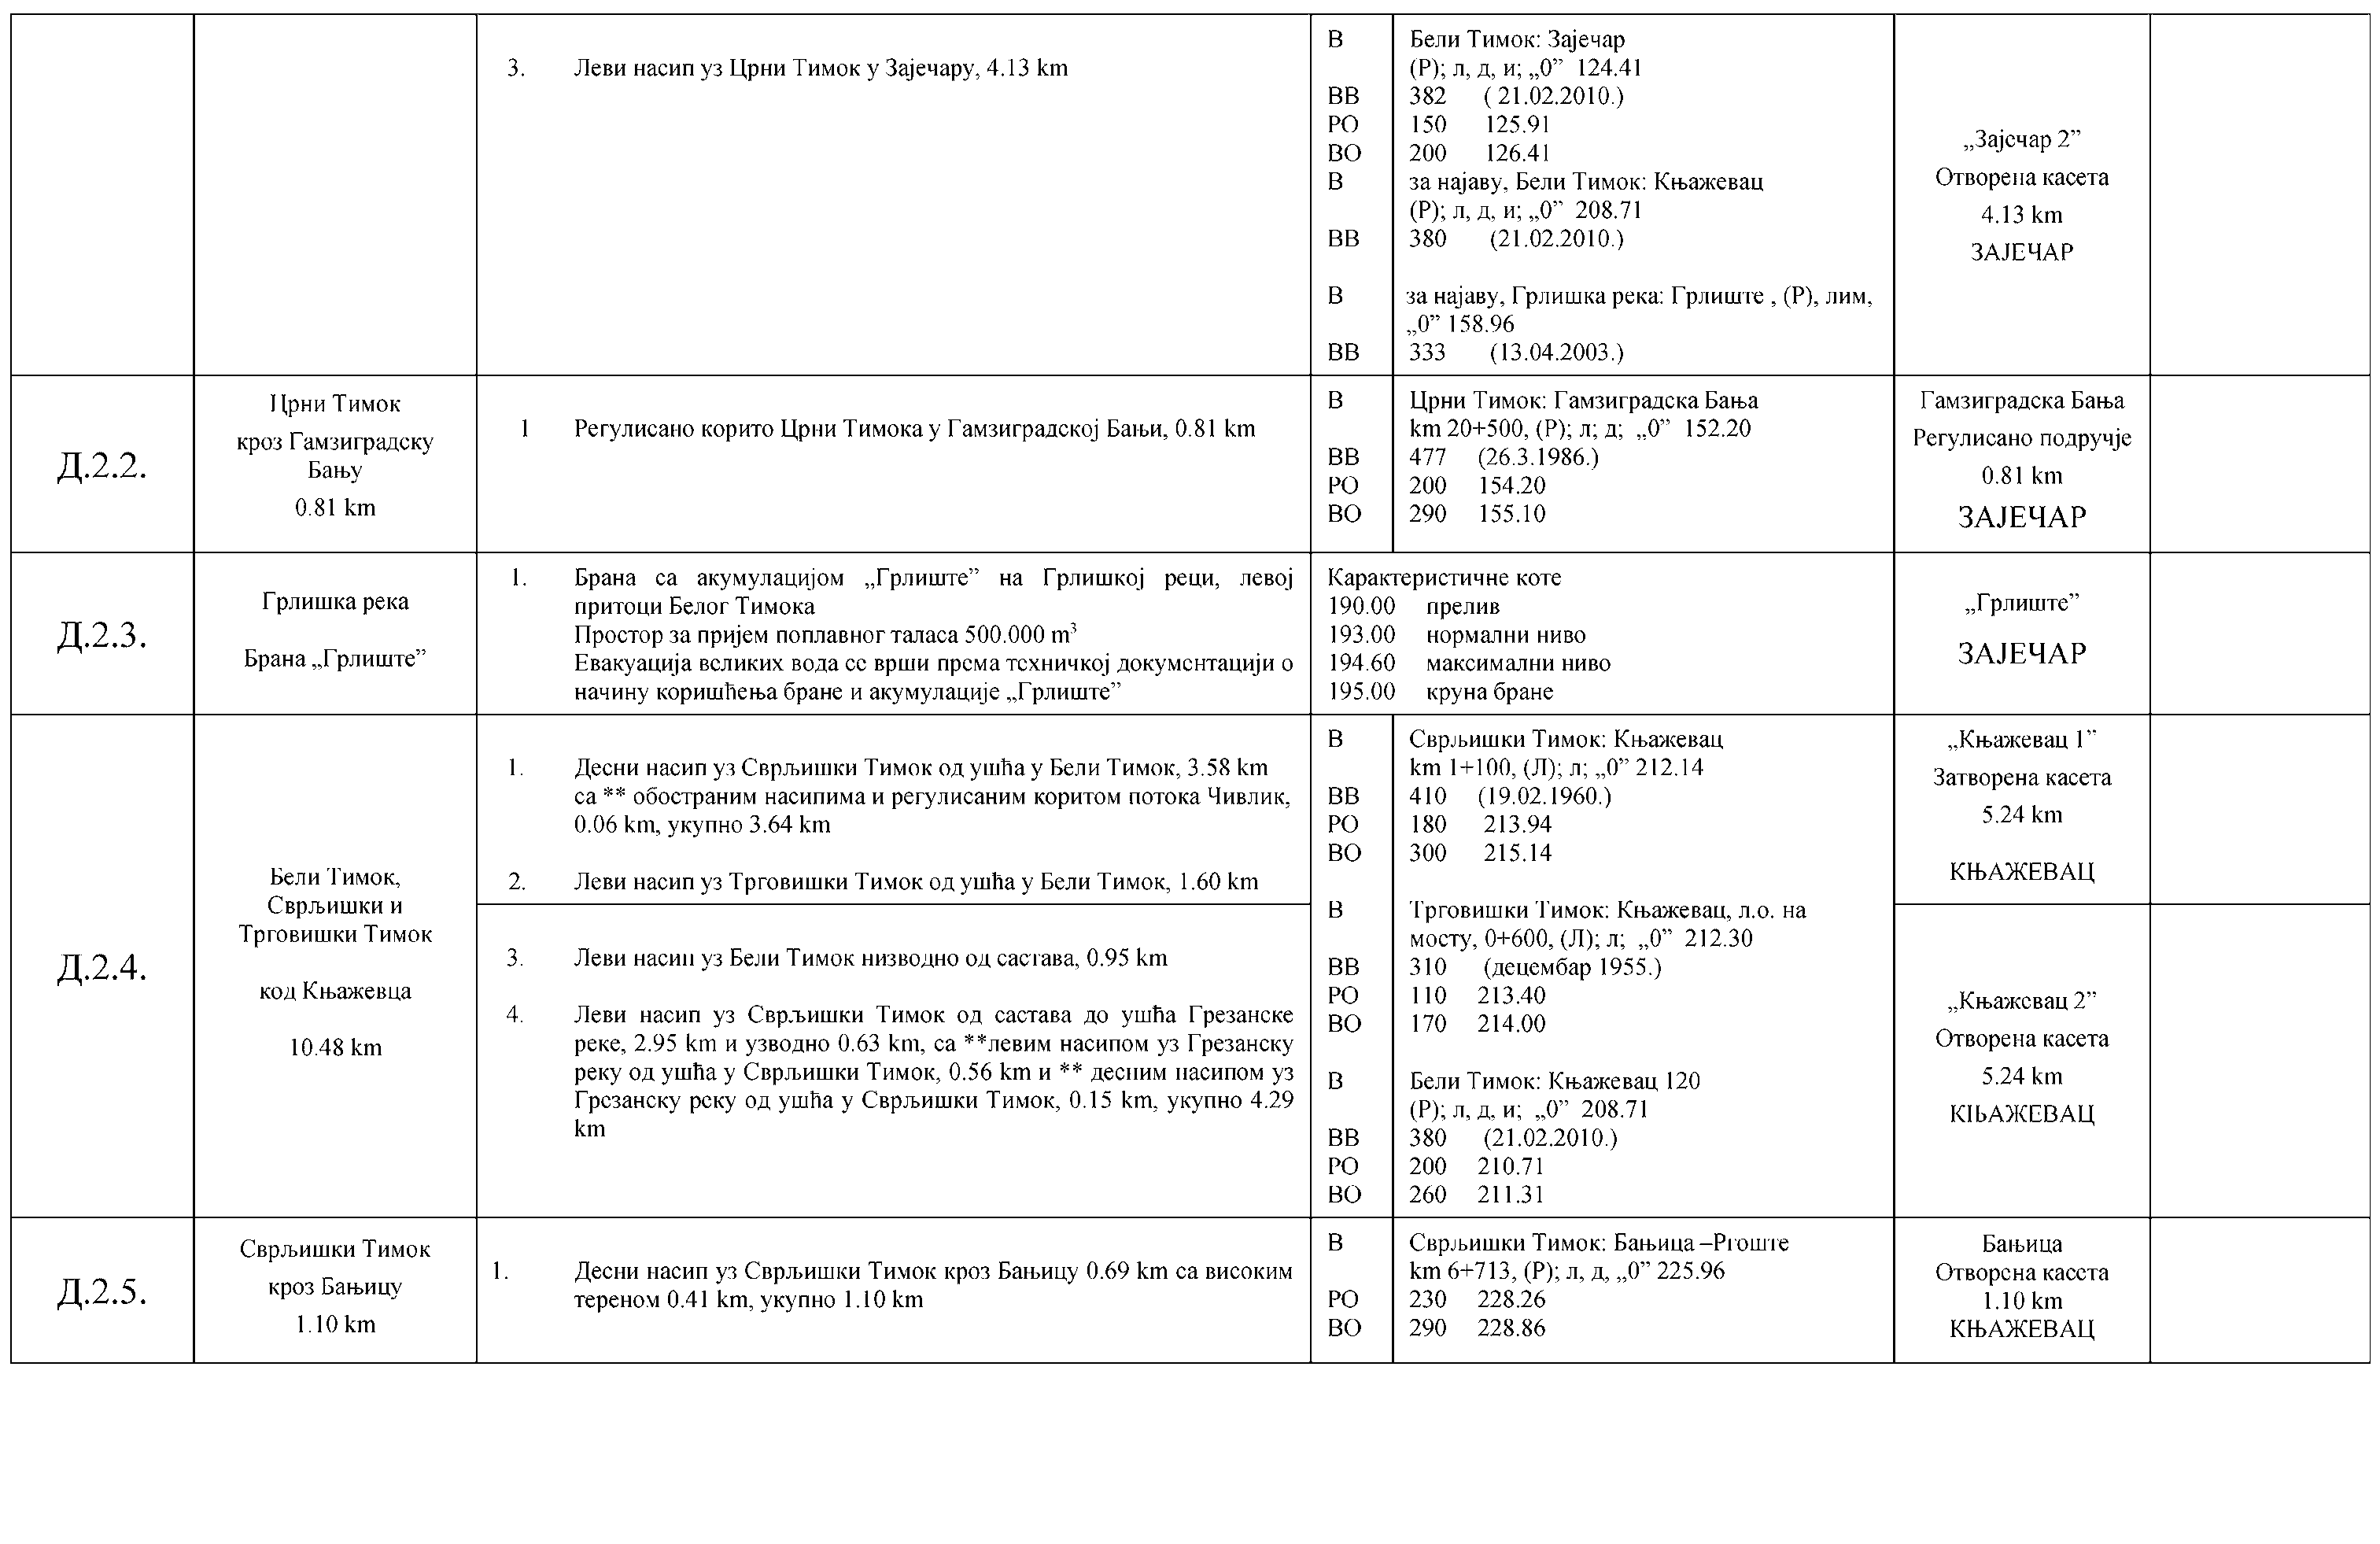 3. Леви насип уз Црни Тимок у Зајечару, 4.13 km
В Бели Тимок: Зајечар
(Р); л, д, и; „0” 124.41
ВВ 382 ( 21.02.2010.)
РО 150 125.91
ВО 200 126.41
В за најаву, Бели Тимок: Књажевац
(Р); л, д, и; „0” 208.71
ВВ 380 (21.02.2010.)
В за најаву, Грлишка река: Грлиште , (Р), лим,
„0” 158.96
ВВ 333 (13.04.2003.)
„Зајечар 2”
Отворена касета
4.13 km
ЗАЈЕЧАР
Д.2.2.
Црни Тимок
кроз Гамзиградску
Бању
0.81 km
1 Регулисано корито Црни Тимока у Гамзиградској Бањи, 0.81 km
В Црни Тимок: Гамзиградска Бања
km 20+500, (Р); л; д; „0” 152.20
ВВ 477 (26.3.1986.)
РО 200 154.20
ВО 290 155.10
Гамзиградска Бања
Регулисано подручје
0.81 km
ЗАЈЕЧАР
Д.2.3.
Грлишка река
Брана „Грлиште”
1. Брана са акумулацијом „Грлиште” на Грлишкој реци, левој
притоци Белог Тимока
Простор за пријем поплавног таласа 500.000 m³
Евакуација великих вода се врши према техничкој документацији о
начину коришћења бране и акумулације „Грлиште”
Карактеристичне коте
190.00 прелив
193.00 нормални ниво
194.60 максимални ниво
195.00 круна бране
„Грлиште”
ЗАЈЕЧАР
Д.2.4.
Бели Тимок,
Сврљишки и
Трговишки Тимок
код Књажевца
10.48 km
1. Десни насип уз Сврљишки Тимок од ушћа у Бели Тимок, 3.58 km
са ** обостраним насипима и регулисаним коритом потока Чивлик,
0.06 km, укупно 3.64 km
2. Леви насип уз Трговишки Тимок од ушћа у Бели Тимок, 1.60 km
3. Леви насип уз Бели Тимок низводно од састава, 0.95 km
4. Леви насип уз Сврљишки Тимок од састава до ушћа Грезанске
реке, 2.95 km и узводно 0.63 km, са **левим насипом уз Грезанску
реку од ушћа у Сврљишки Тимок, 0.56 km и ** десним насипом уз
Грезанску реку од ушћа у Сврљишки Тимок, 0.15 km, укупно 4.29
km
В Сврљишки Тимок: Књажевац
km 1+100, (Л); л; „0” 212.14
ВВ 410 (19.02.1960.)
РО 180 213.94
ВО 300 215.14
В Трговишки Тимок: Књажевац, л.о. на
мосту, 0+600, (Л); л; „0” 212.30
ВВ 310 (децембар 1955.)
РО 110 213.40
ВО 170 214.00
В Бели Тимок: Књажевац 120
(Р); л, д, и; „0” 208.71
ВВ 380 (21.02.2010.)
РО 200 210.71
ВО 260 211.31
„Књажевац 1”
Затворена касета
5.24 km
КЊАЖЕВАЦ
„Књажевац 2”
Отворена касета
5.24 km
КЊАЖЕВАЦ
Д.2.5.
Сврљишки Тимок
кроз Бањицу
1.10 km
1. Десни насип уз Сврљишки Тимок кроз Бањицу 0.69 km са високим
тереном 0.41 km, укупно 1.10 km
В Сврљишки Тимок: Бањица –Ргоште
km 6+713, (Р); л, д, „0” 225.96
РО 230 228.26
ВО 290 228.86
Бањица
Отворена касета
1.10 km
КЊАЖЕВАЦ